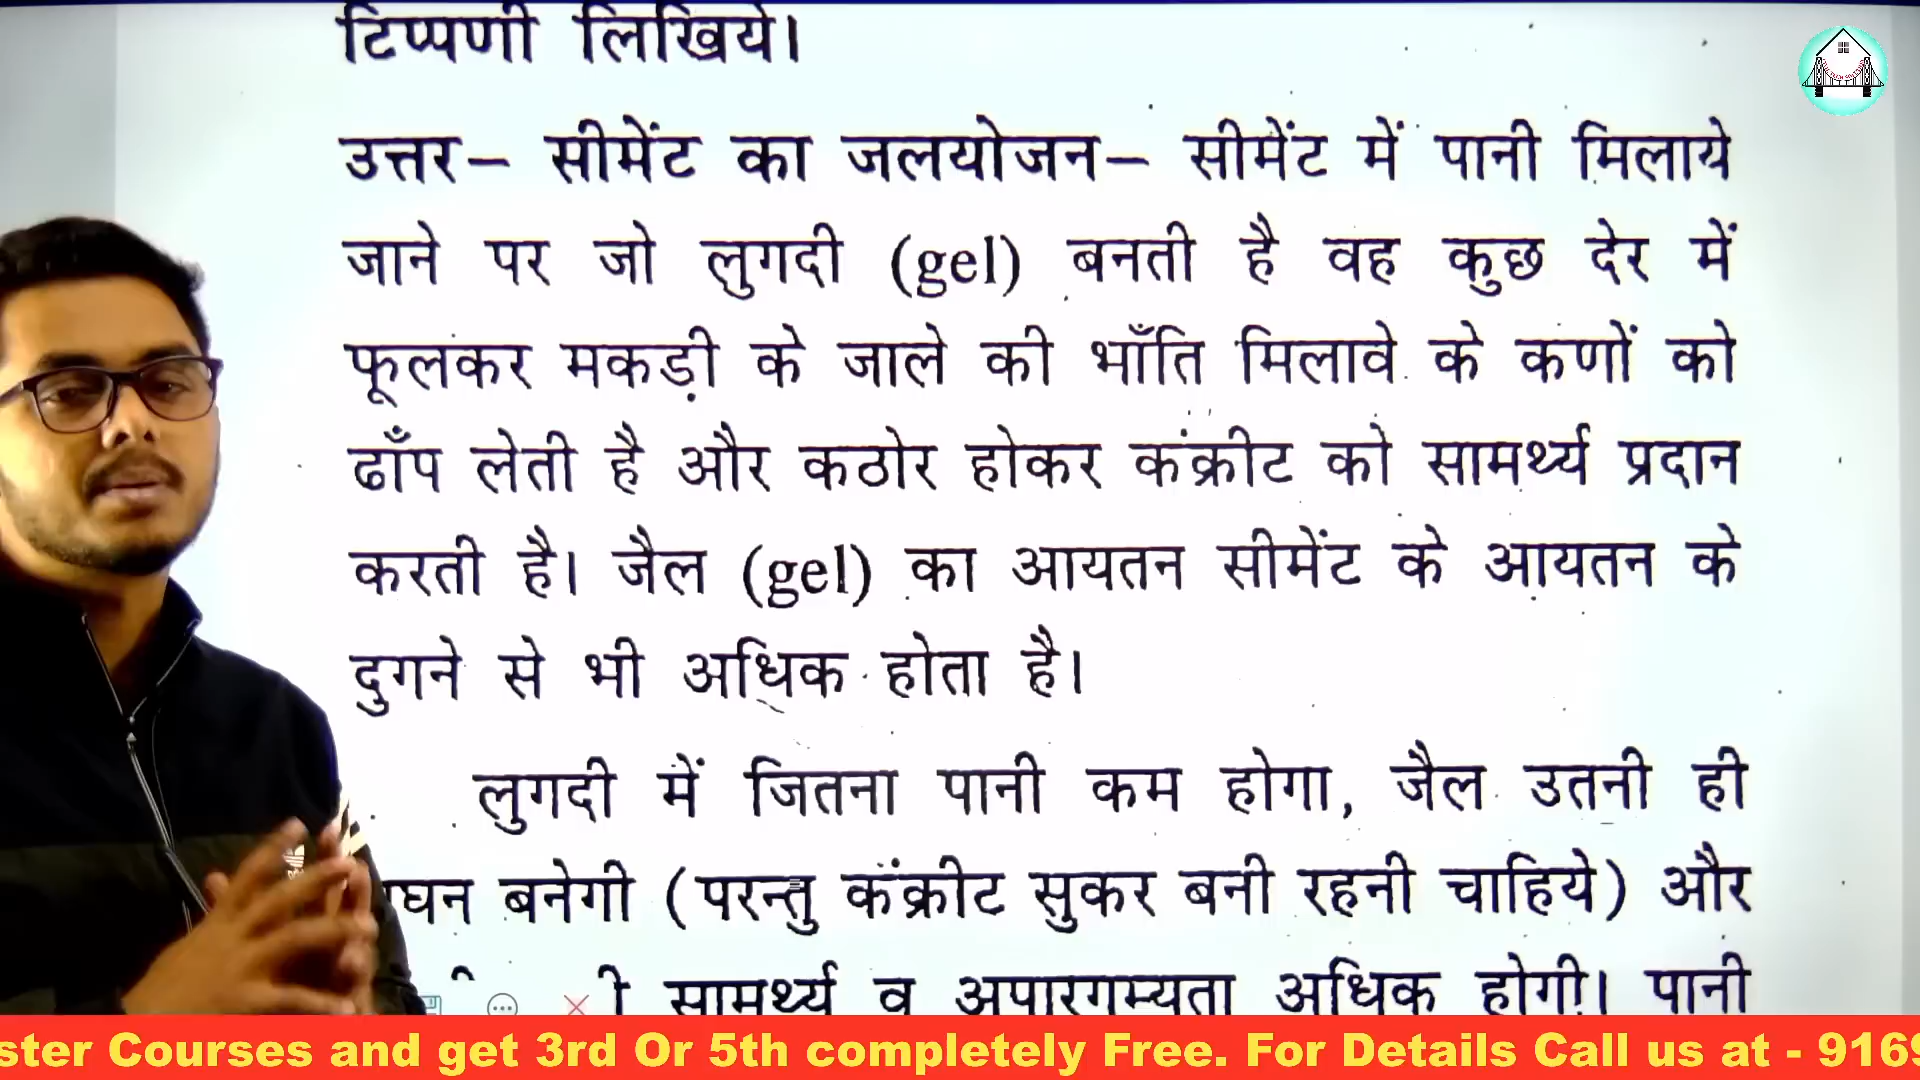 टिप्पणी लिखिये।
उत्तर– सीमेंट का जलयोजन– सीमेंट में पानी मिलाये
जाने पर जो लुगदी (gel) बनती है वह कुछ देर में
फूलकर मकड़ी के जाले की भाँति मिलावे के कणों को
ढाँप लेती है और कठोर होकर कंक्रीट को सामर्थ्य प्रदान
करती है। जैल (gel) का आयतन सीमेंट के आयतन के
दुगने से भी अधिक होता है।
लुगदी में जितना पानी कम होगा, जैल उतनी ही
बनेगी (परन्तु कंक्रीट सुकर बनी रहनी चाहिये) और
सामर्थ्य व अपारगम्यता अधिक होगी। पानी
ster Courses and get 3rd Or 5th completely Free. For Details Call us at - 9169